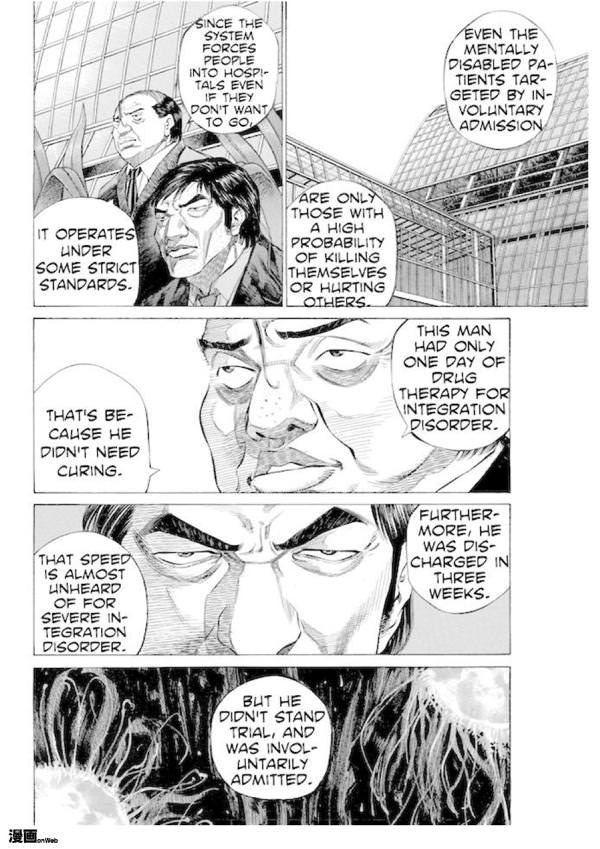 EVEN THE
MENTALLY
DISABLED PA-
TIENTS TAR-
GETED BY IN-
VOLUNTARY
ADMISSION
ARE ONLY
THOSE WITH
A HIGH
PROBABILITY
OF KILLING
THEMSELVES
OR HURTING
OTHERS.
SINCE THE
SYSTEM
FORCES
PEOPLE
INTO HOSPI-
TALS EVEN
IF THEY
DON'T WANT
TO GO,
IT OPERATES
UNDER
SOME STRICT
STANDARDS.
THIS MAN
HAD ONLY
ONE DAY OF
DRUG
THERAPY FOR
INTEGRATION
DISORDER.
THAT'S BE-
CAUSE HE
DIDN'T NEED
CURING.
FURTHER-
MORE, HE
WAS DIS-
CHARGED IN
THREE
WEEKS.
THAT SPEED
IS ALMOST
UNHEARD
OF FOR
SEVERE IN-
TEGRATION
DISORDER.
BUT HE
DIDN'T STAND
TRIAL, AND
WAS INVOL-
UNTARILY
ADMITTED.
漫画onWeb